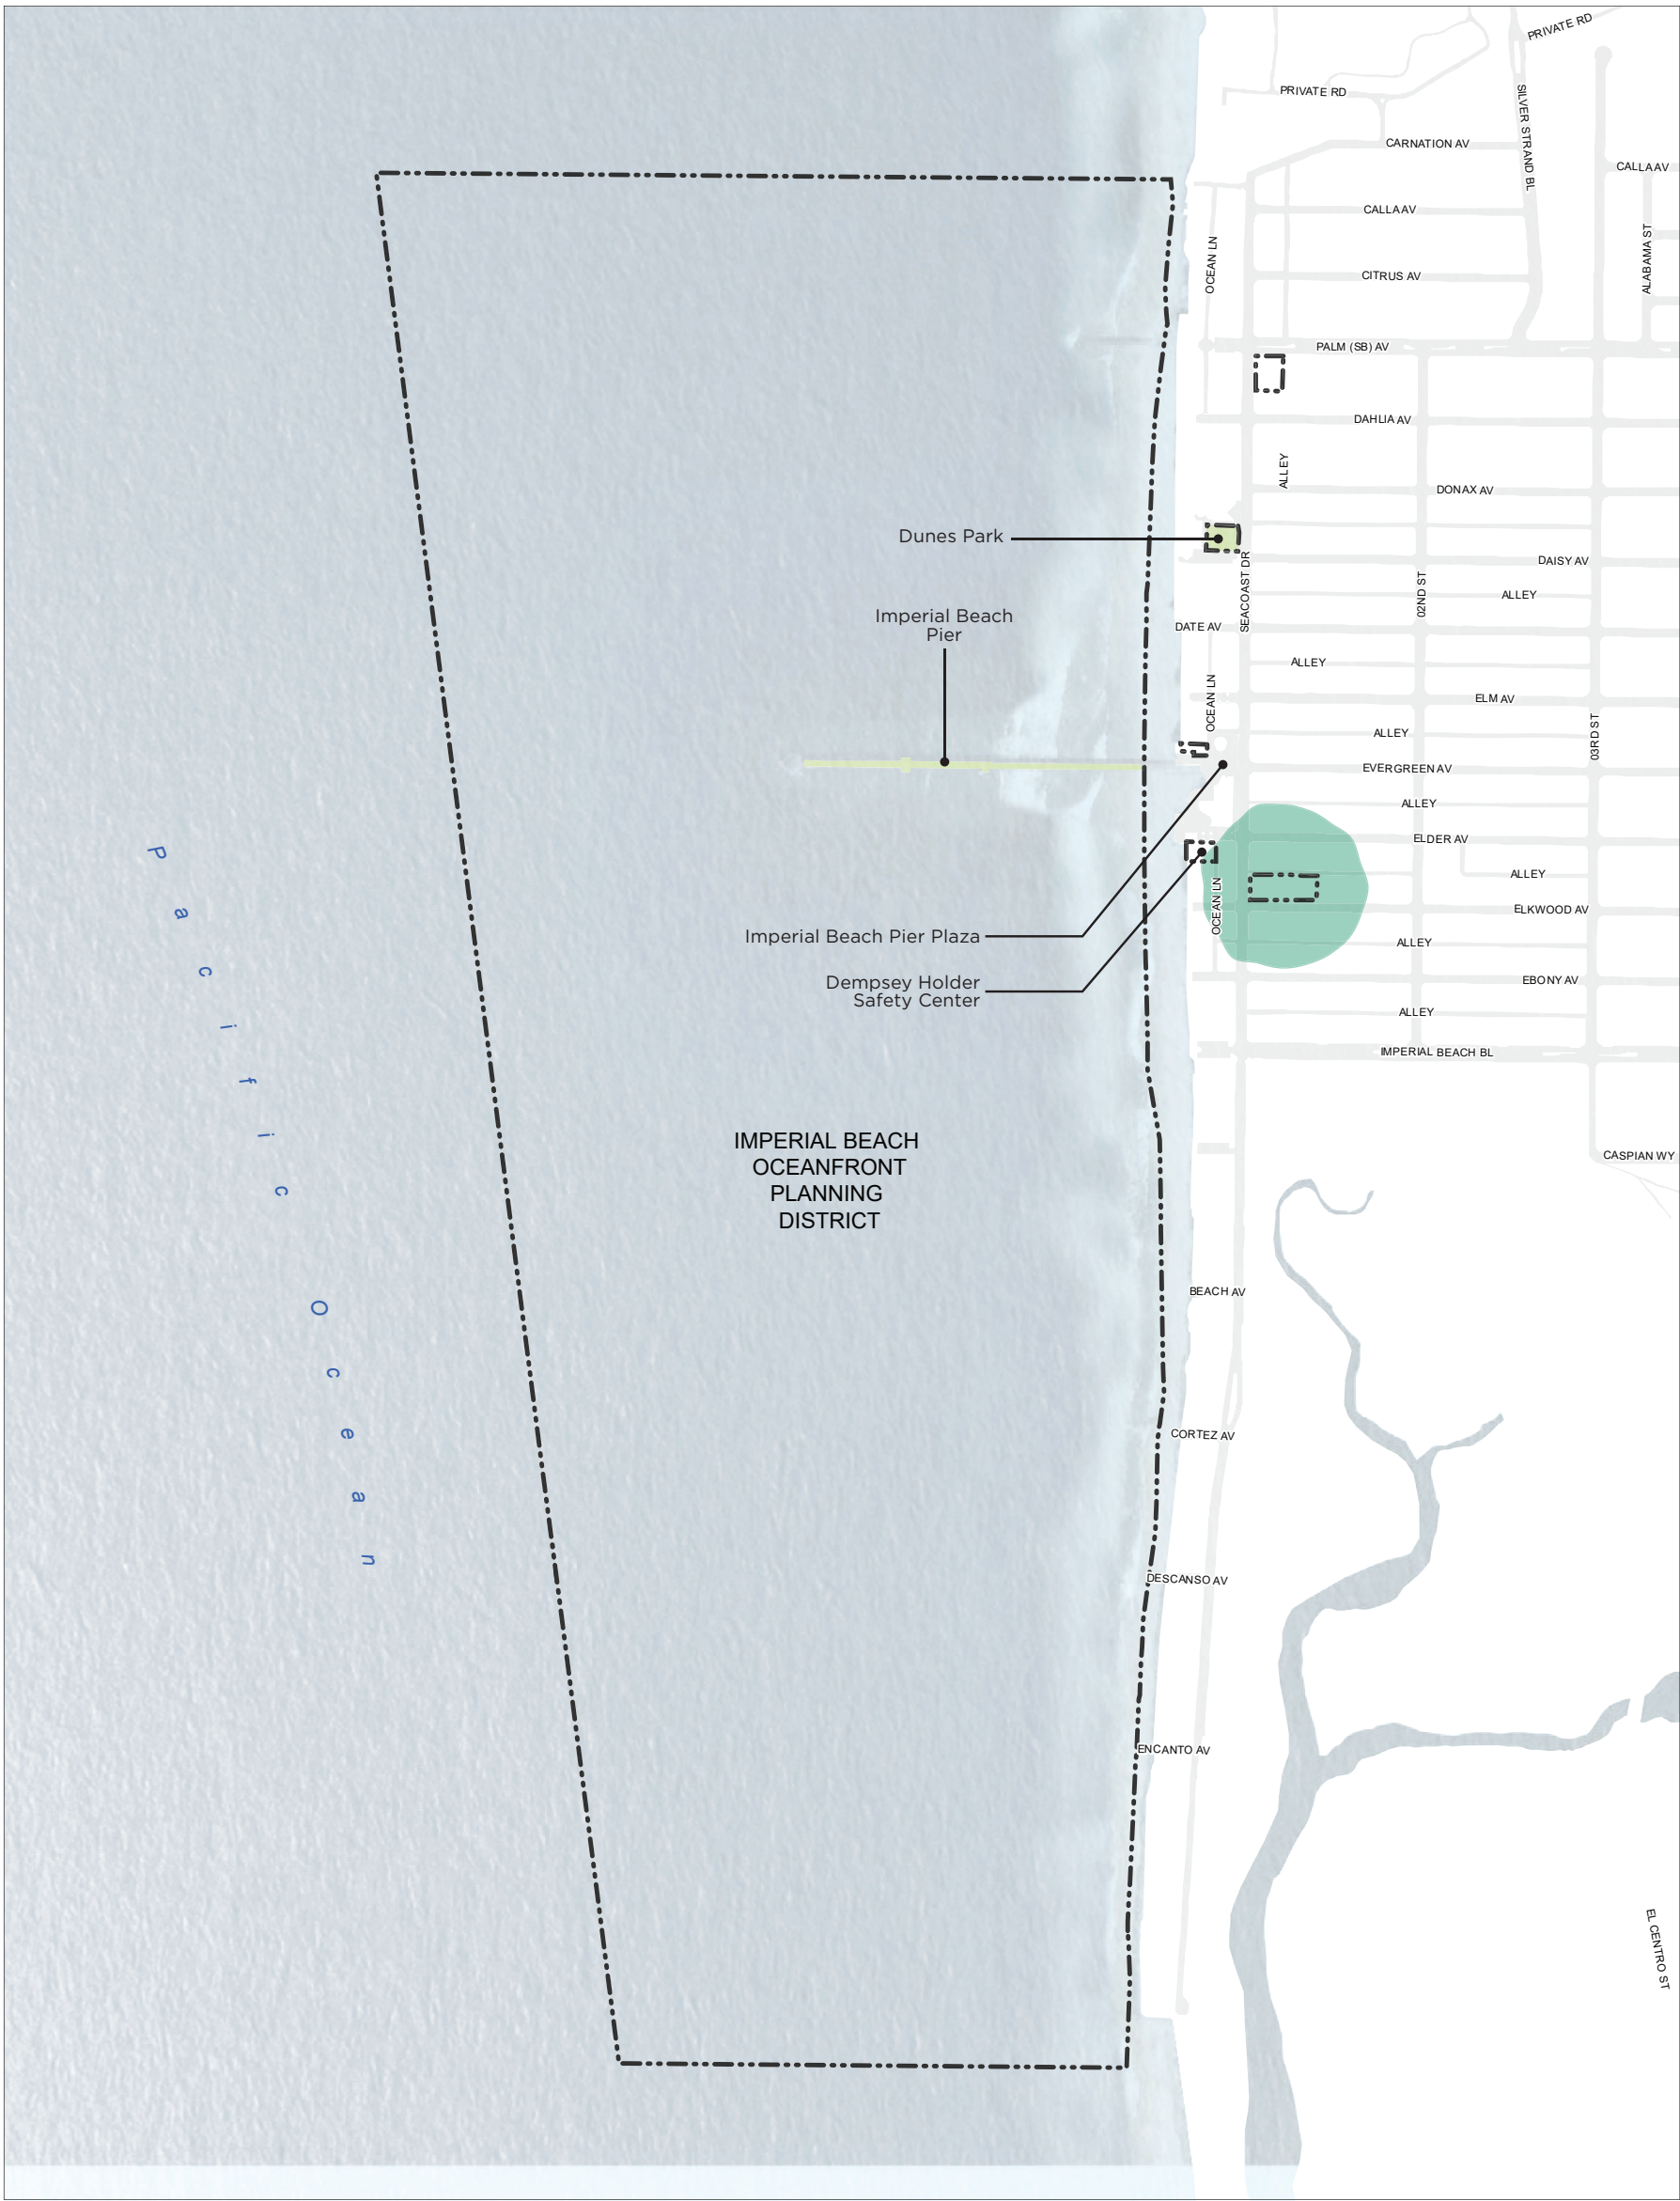 PRIVATE RD
PRIVATE RD
SILVER STRAND BL
CARNATION AV
CALLA AV
CALLA AV
ALABAMA ST
OCEAN LN
CITRUS AV
PALM (SB) AV
DAHLIA AV
ALLEY
DONAX AV
Dunes Park
DAISY AV
SEACOAST DR
02ND ST
ALLEY
Imperial Beach
Pier
DATE AV
ALLEY
OCEAN LN
ELM AV
ALLEY
03RD ST
EVERGREEN AV
ALLEY
ELDER AV
ALLEY
OCEAN LN
ELKWOOD AV
Imperial Beach Pier Plaza
ALLEY
Dempsey Holder
Safety Center
EBONY AV
ALLEY
IMPERIAL BEACH BL
Pacific Ocean
IMPERIAL BEACH
OCEANFRONT
PLANNING
DISTRICT
CASPIAN WY
BEACH AV
CORTEZ AV
DESCANSO AV
ENCANTO AV
EL CENTRO ST